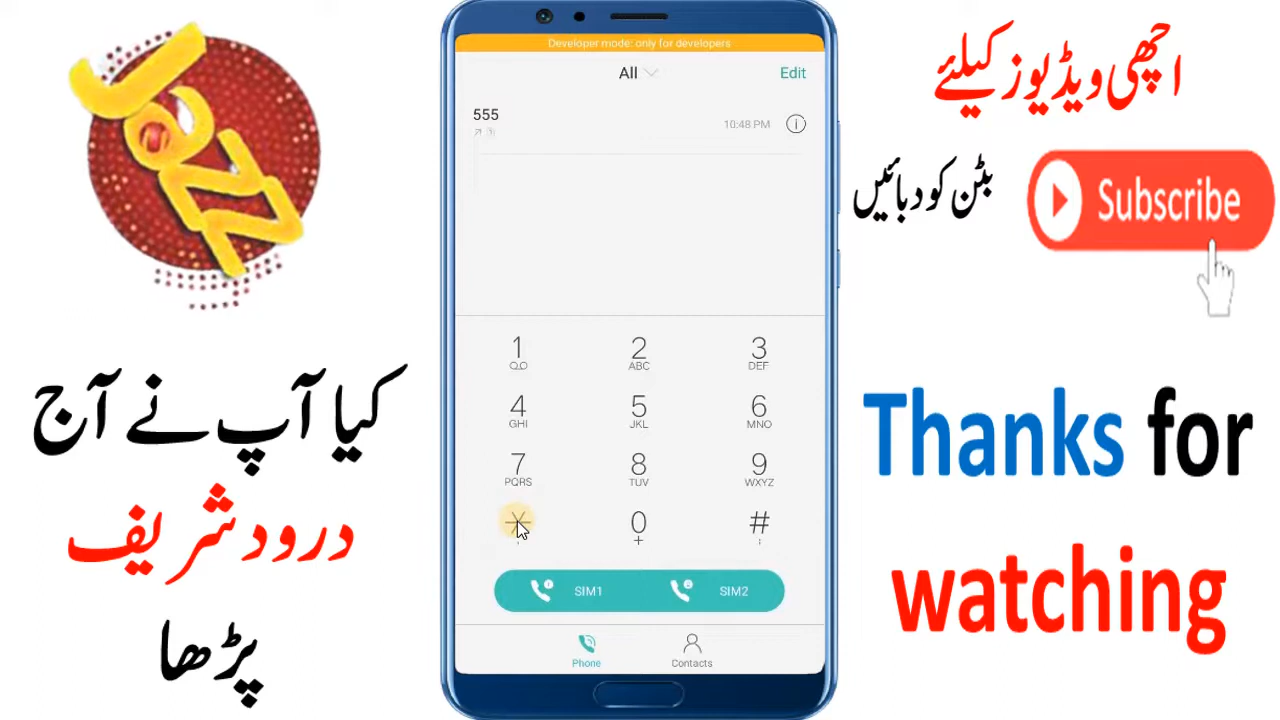 Jazz
کیا آپ نے آج
درود شریف
پڑھا
Developer mode: only for developers
All
Edit
555
10:48 PM
1
2
ABC
3
DEF
4
GHI
5
JKL
6
MNO
7
PQRS
8
TUV
9
WXYZ
0
+
#
SIM1
SIM2
Phone
Contacts
اچھی ویڈیوز کیلئے
بٹن کو دبائیں
Subscribe
Thanks for
watching